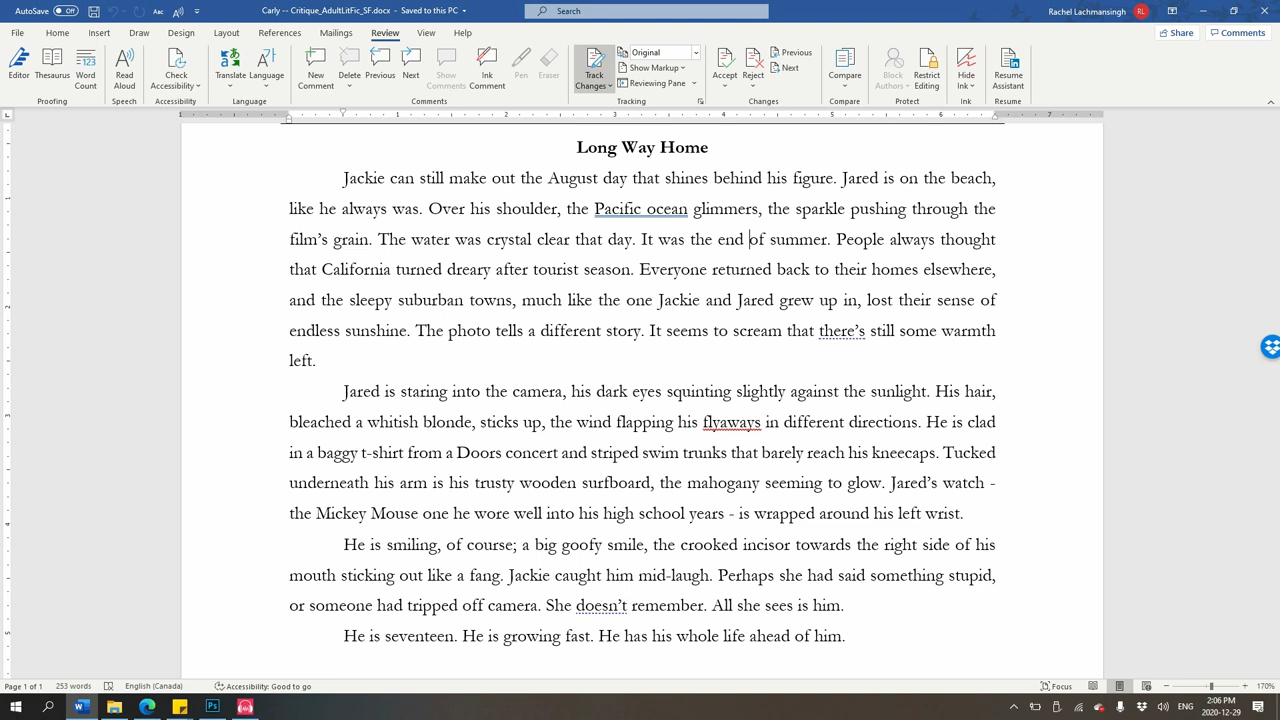 AutoSave Off
Carly -- Critique_AdultLitFic_SF.docx - Saved to this PC
Search
Rachel Lachmansingh
RL
File Home Insert Draw Design Layout References Mailings Review View Help
Share Comments
Editor Thesaurus Word Count
Read Aloud
Check Accessibility
Translate Language
New Comment Delete Previous Next Show Comments Ink Comment Pen Eraser
Track Changes
Original
Show Markup
Reviewing Pane
Accept Reject
Previous
Next
Compare
Block Authors Restrict Editing
Hide Ink
Resume Assistant
Proofing Speech Accessibility Language Comments Tracking Changes Compare Protect Ink Resume
1 1 2 3 4 5 6 7
Long Way Home
Jackie can still make out the August day that shines behind his figure. Jared is on the beach,
like he always was. Over his shoulder, the Pacific ocean glimmers, the sparkle pushing through the
film's grain. The water was crystal clear that day. It was the end of summer. People always thought
that California turned dreary after tourist season. Everyone returned back to their homes elsewhere,
and the sleepy suburban towns, much like the one Jackie and Jared grew up in, lost their sense of
endless sunshine. The photo tells a different story. It seems to scream that there's still some warmth
left.
Jared is staring into the camera, his dark eyes squinting slightly against the sunlight. His hair,
bleached a whitish blonde, sticks up, the wind flapping his flyaways in different directions. He is clad
in a baggy t-shirt from a Doors concert and striped swim trunks that barely reach his kneecaps. Tucked
underneath his arm is his trusty wooden surfboard, the mahogany seeming to glow. Jared's watch -
the Mickey Mouse one he wore well into his high school years - is wrapped around his left wrist.
He is smiling, of course; a big goofy smile, the crooked incisor towards the right side of his
mouth sticking out like a fang. Jackie caught him mid-laugh. Perhaps she had said something stupid,
or someone had tripped off camera. She doesn't remember. All she sees is him.
He is seventeen. He is growing fast. He has his whole life ahead of him.
Page 1 of 1 253 words English (Canada) Accessibility: Good to go
Focus
170%
ENG
2:06 PM
2020-12-29